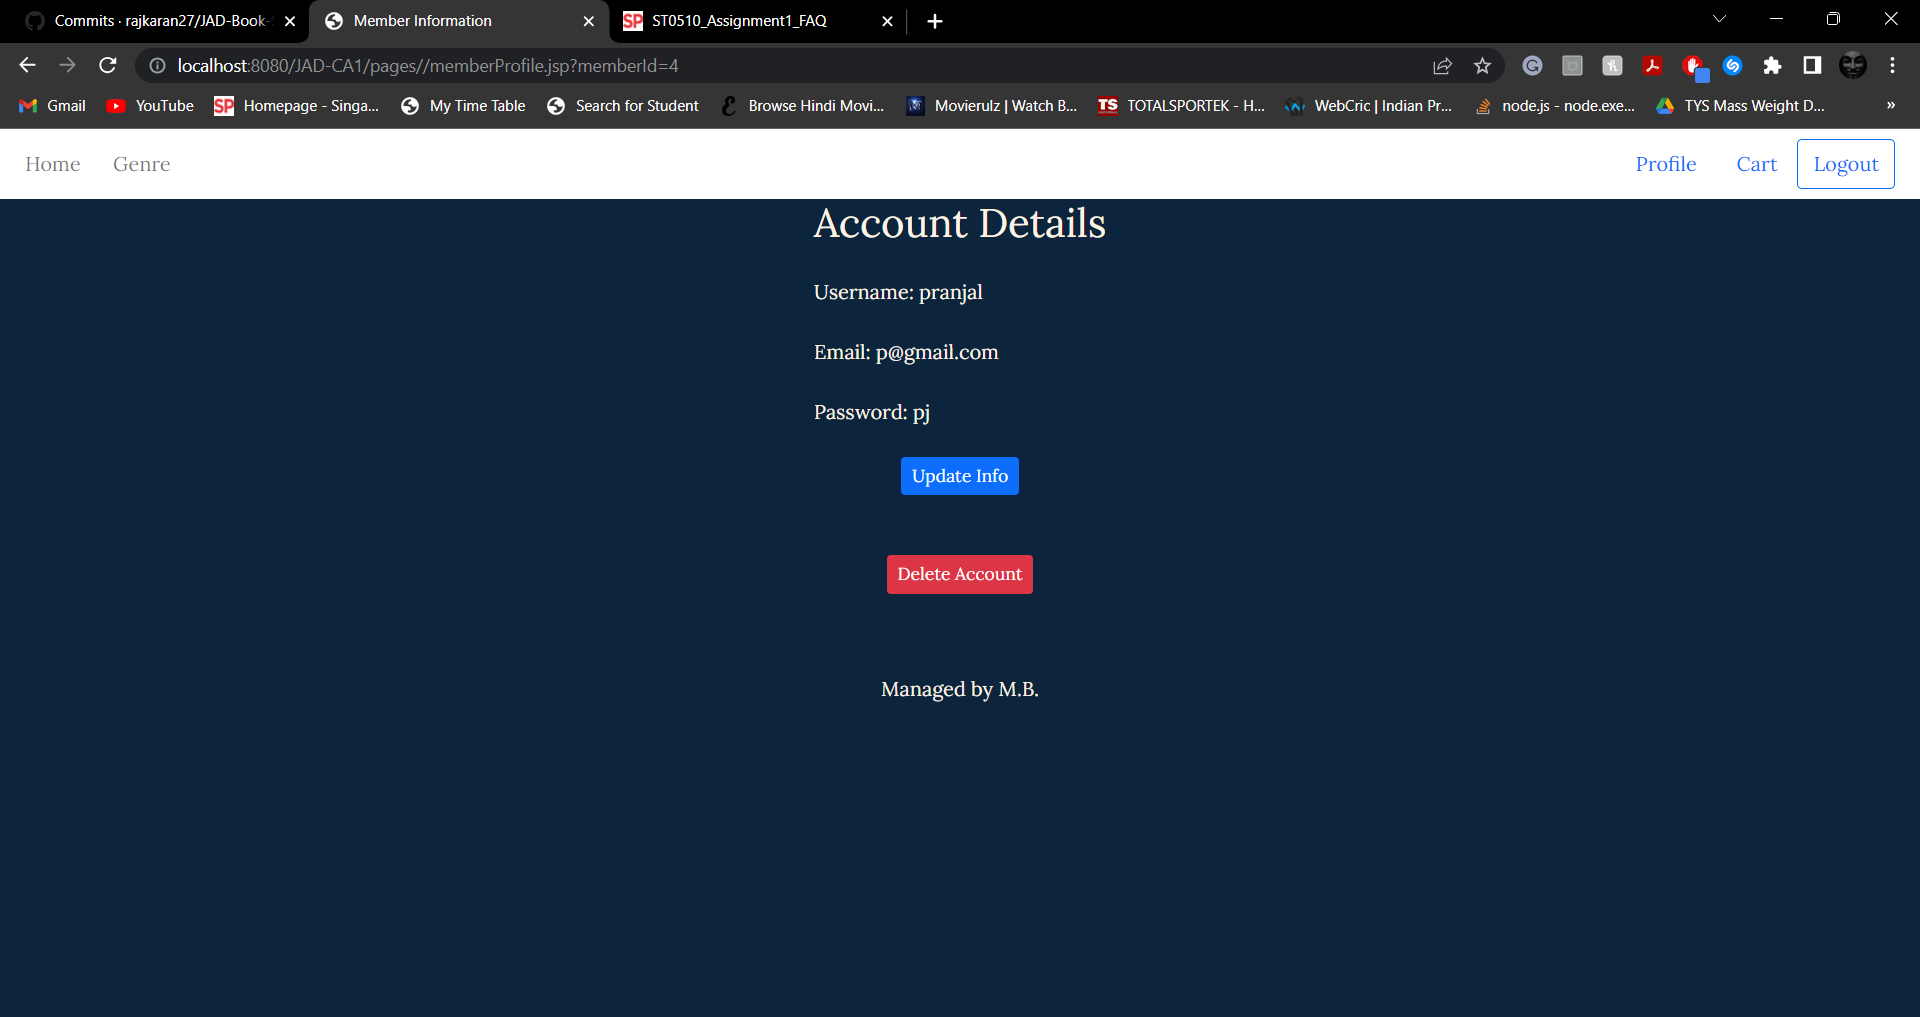 Commits · rajkaran27/JAD-Book-
Member Information
SP ST0510_Assignment1_FAQ
localhost:8080/JAD-CA1/pages//memberProfile.jsp?memberId=4
Gmail YouTube SP Homepage - Singa... My Time Table Search for Student Browse Hindi Movi... Movierulz | Watch B... TS TOTALSPORTEK - H... WebCric | Indian Pr... node.js - node.exe... TYS Mass Weight D... »
Home Genre Profile Cart Logout
Account Details
Username: pranjal
Email: p@gmail.com
Password: pj
Update Info
Delete Account
Managed by M.B.